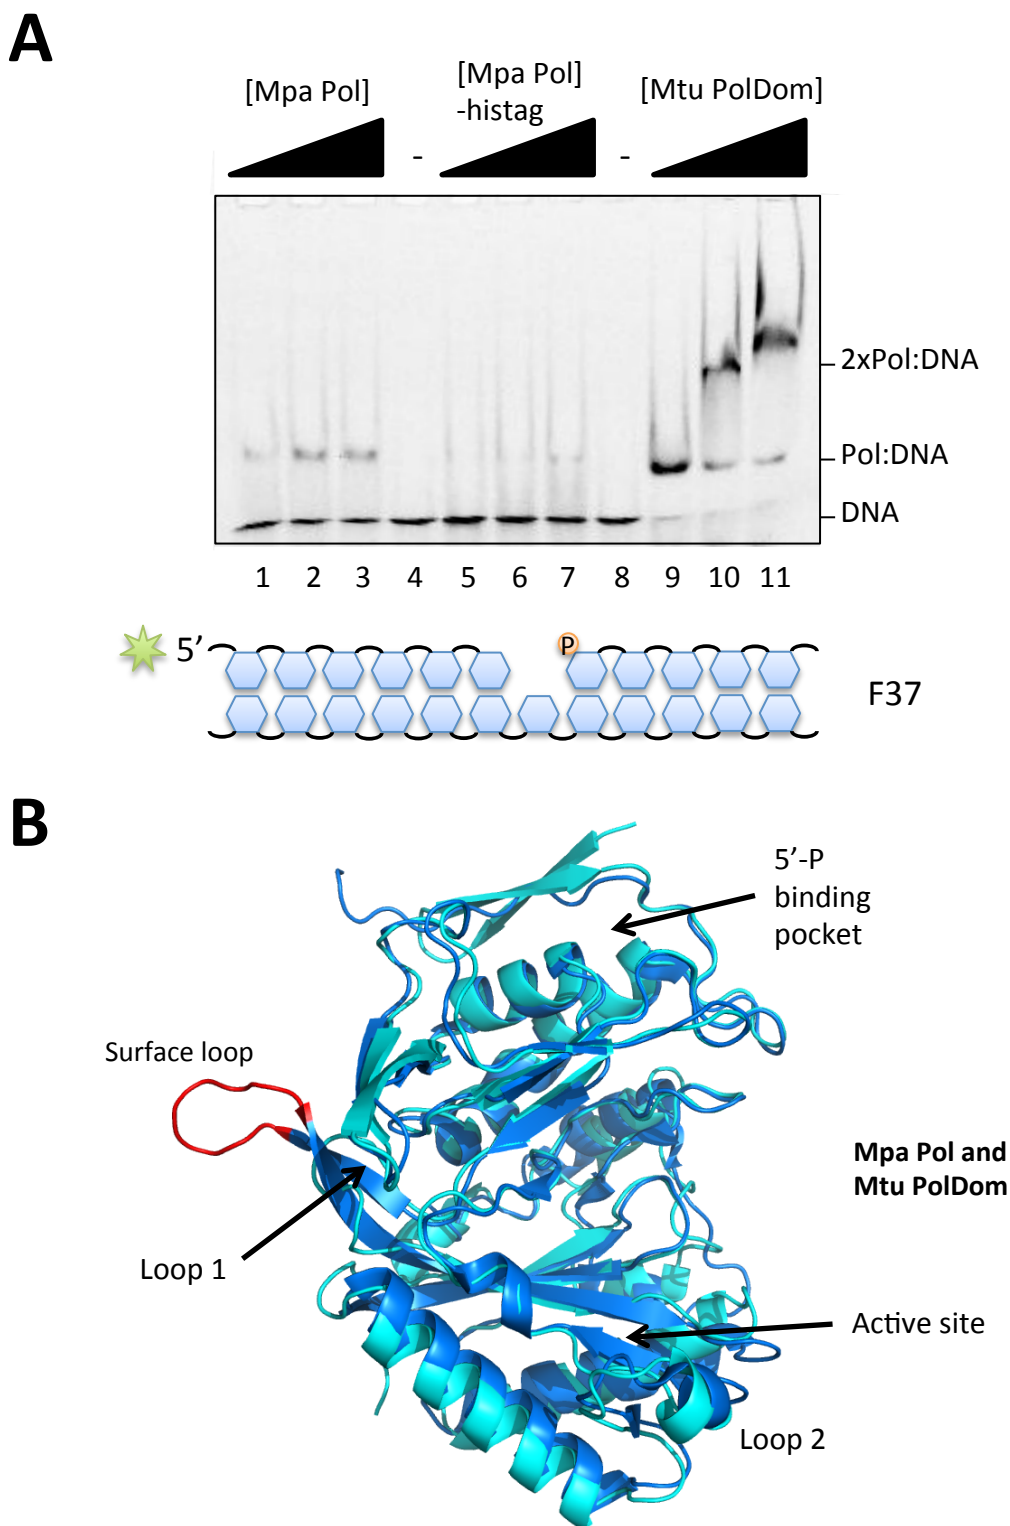 A
[Mpa Pol]
[Mpa Pol]
-histag
[Mtu PolDom]
- -
2xPol:DNA
Pol:DNA
DNA
1 2 3 4 5 6 7 8 9 10 11
5’ P
F37
B
5’-P
binding
pocket
Surface loop
Mpa Pol and
Mtu PolDom
Loop 1
Active site
Loop 2